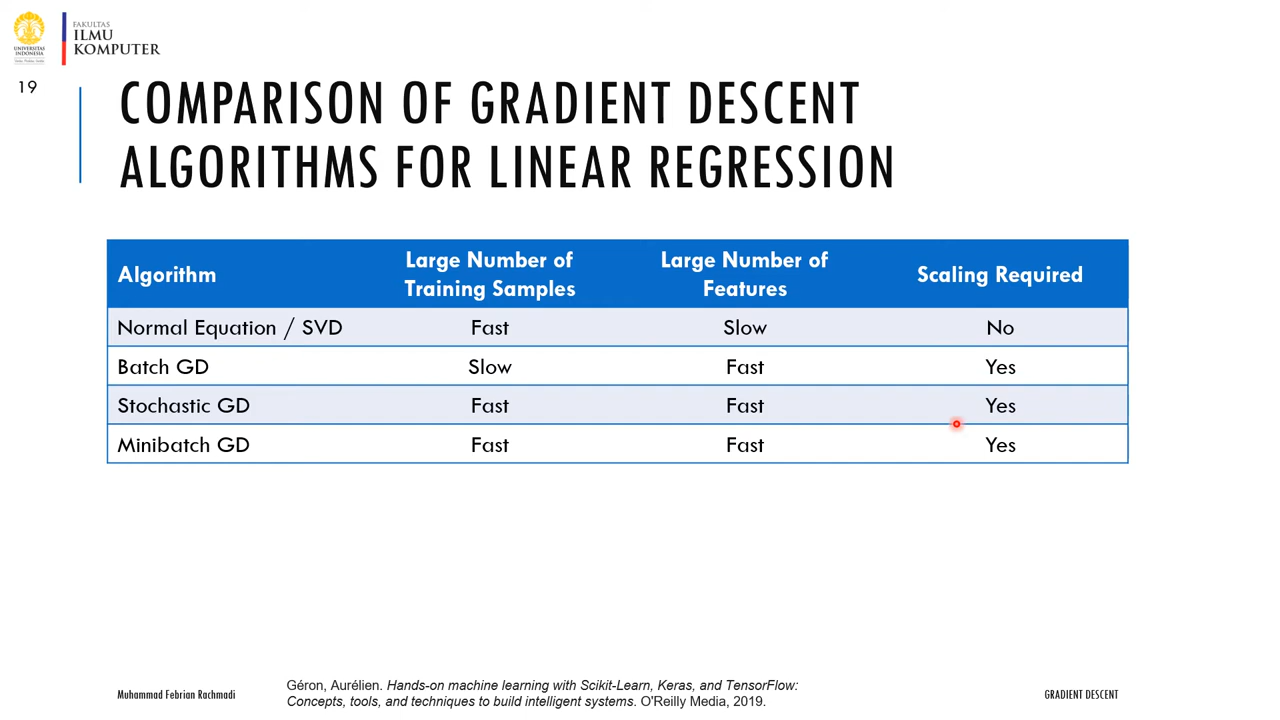 UNIVERSITAS
INDONESIA
FAKULTAS
ILMU
KOMPUTER
19
COMPARISON OF GRADIENT DESCENT
ALGORITHMS FOR LINEAR REGRESSION
Algorithm Large Number of Training Samples Large Number of Features Scaling Required
Normal Equation / SVD Fast Slow No
Batch GD Slow Fast Yes
Stochastic GD Fast Fast Yes
Minibatch GD Fast Fast Yes
Muhammad Febrian Rachmadi
Géron, Aurélien. Hands-on machine learning with Scikit-Learn, Keras, and TensorFlow:
Concepts, tools, and techniques to build intelligent systems. O'Reilly Media, 2019.
GRADIENT DESCENT